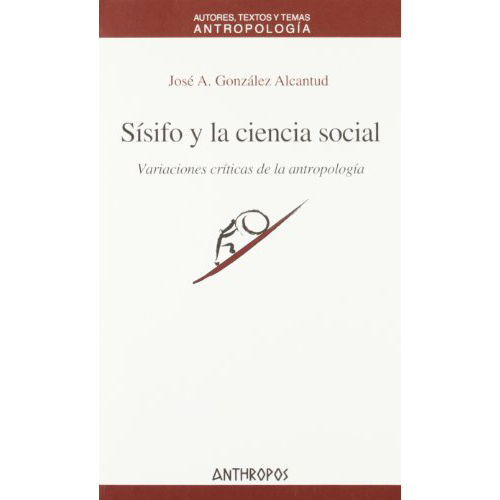 AUTORES, TEXTOS Y TEMAS
ANTROPOLOGÍA
José A. González Alcantud
Sísifo y la ciencia social
Variaciones críticas de la antropología
ANTHROPOS